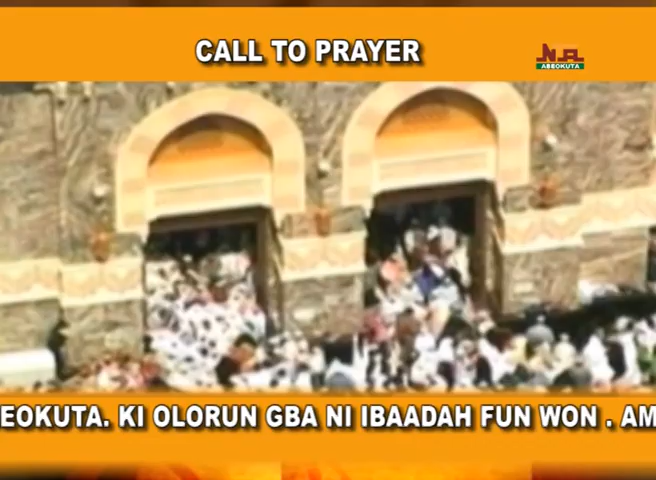 CALL TO PRAYER
ABEOKUTA
EOKUTA. KI OLORUN GBA NI IBAADAH FUN WON . AM